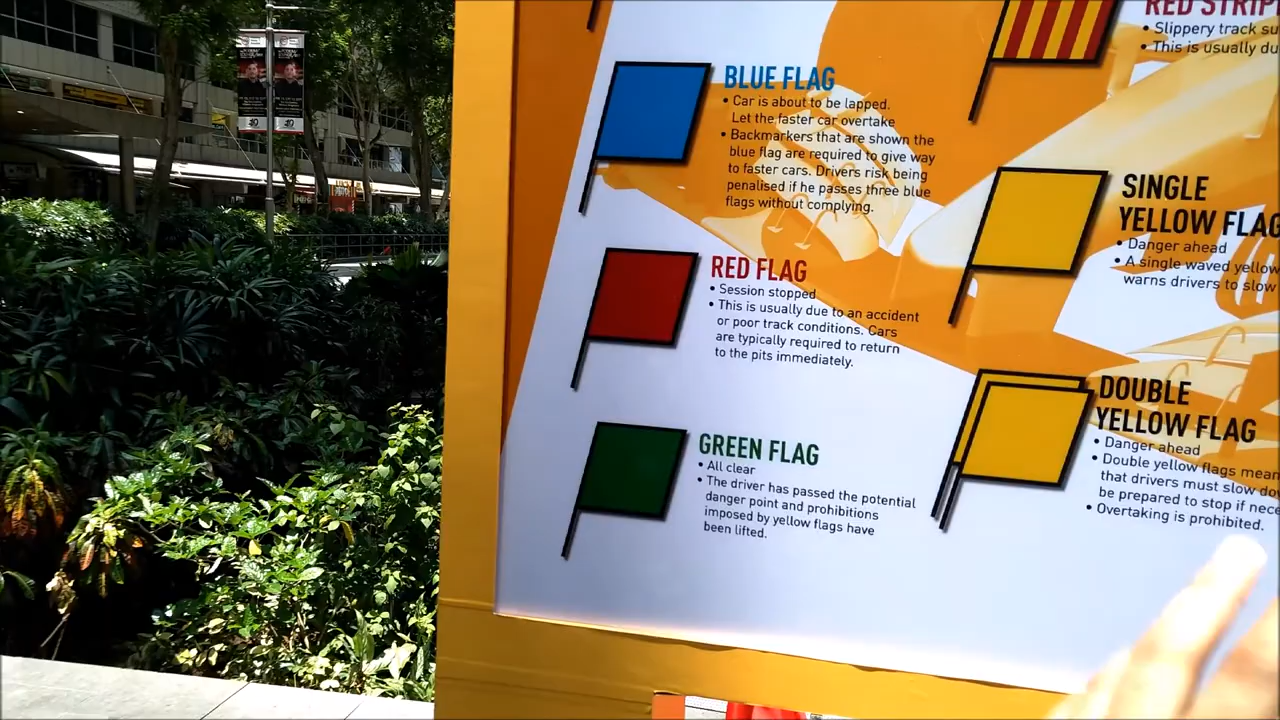 BLUE FLAG
• Car is about to be lapped.
Let the faster car overtake
• Backmarkers that are shown the
blue flag are required to give way
to faster cars. Drivers risk being
penalised if he passes three blue
flags without complying.
RED FLAG
• Session stopped
• This is usually due to an accident
or poor track conditions. Cars
are typically required to return
to the pits immediately.
GREEN FLAG
• All clear
• The driver has passed the potential
danger point and prohibitions
imposed by yellow flags have
been lifted.
RED STRIP
• Slippery track su
• This is usually du
SINGLE
YELLOW FLAG
• Danger ahead
• A single waved yellow
warns drivers to slow
DOUBLE
YELLOW FLAG
• Danger ahead
• Double yellow flags mean
that drivers must slow do
be prepared to stop if nece
• Overtaking is prohibited.